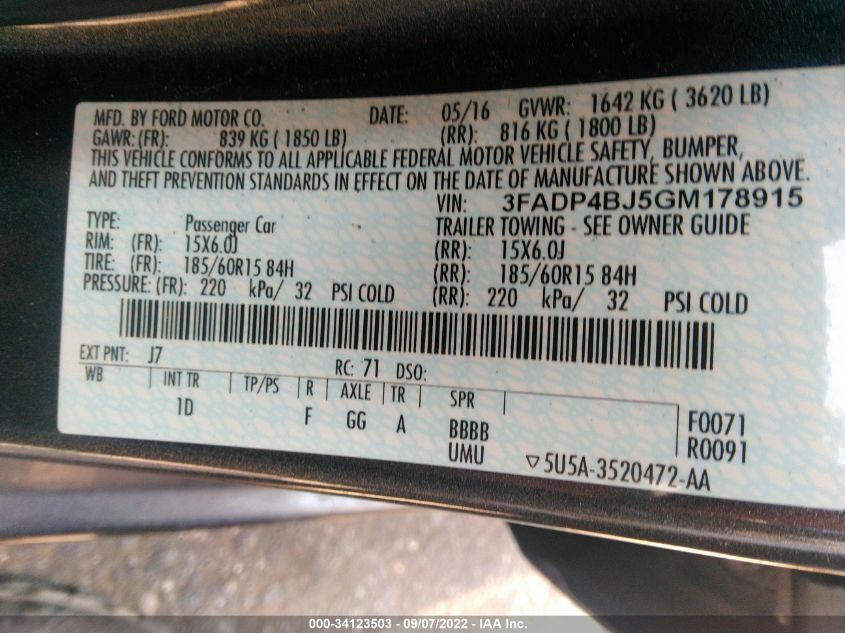 MFD. BY FORD MOTOR CO. DATE: 05/16 GVWR: 1642 KG ( 3620 LB)
GAWR: (FR): 839 KG ( 1850 LB) (RR): 816 KG ( 1800 LB)
THIS VEHICLE CONFORMS TO ALL APPLICABLE FEDERAL MOTOR VEHICLE SAFETY, BUMPER,
AND THEFT PREVENTION STANDARDS IN EFFECT ON THE DATE OF MANUFACTURE SHOWN ABOVE.
VIN: 3FADP4BJ5GM178915
TYPE: Passenger Car TRAILER TOWING - SEE OWNER GUIDE
RIM: (FR): 15X6.0J (RR): 15X6.0J
TIRE: (FR): 185/60R15 84H (RR): 185/60R15 84H
PRESSURE: (FR): 220 kPa/ 32 PSI COLD (RR): 220 kPa/ 32 PSI COLD
EXT PNT: J7 RC: 71 DSO:
WB INT TR TP/PS R AXLE TR SPR
1D F GG A BBBB F0071
UMU R0091
▽5U5A-3520472-AA
000-34123503 - 09/07/2022 - IAA Inc.